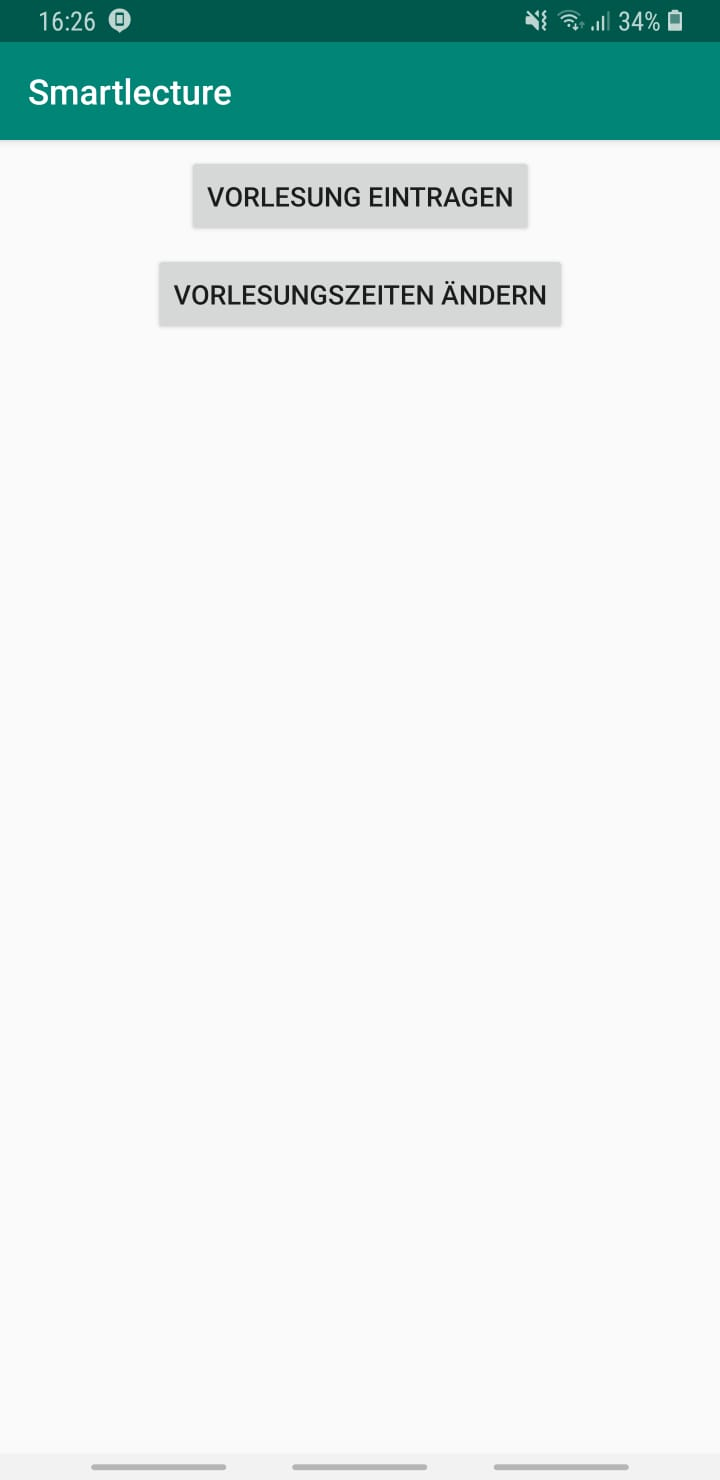 16:26
34%
Smartlecture
VORLESUNG EINTRAGEN
VORLESUNGSZEITEN ÄNDERN